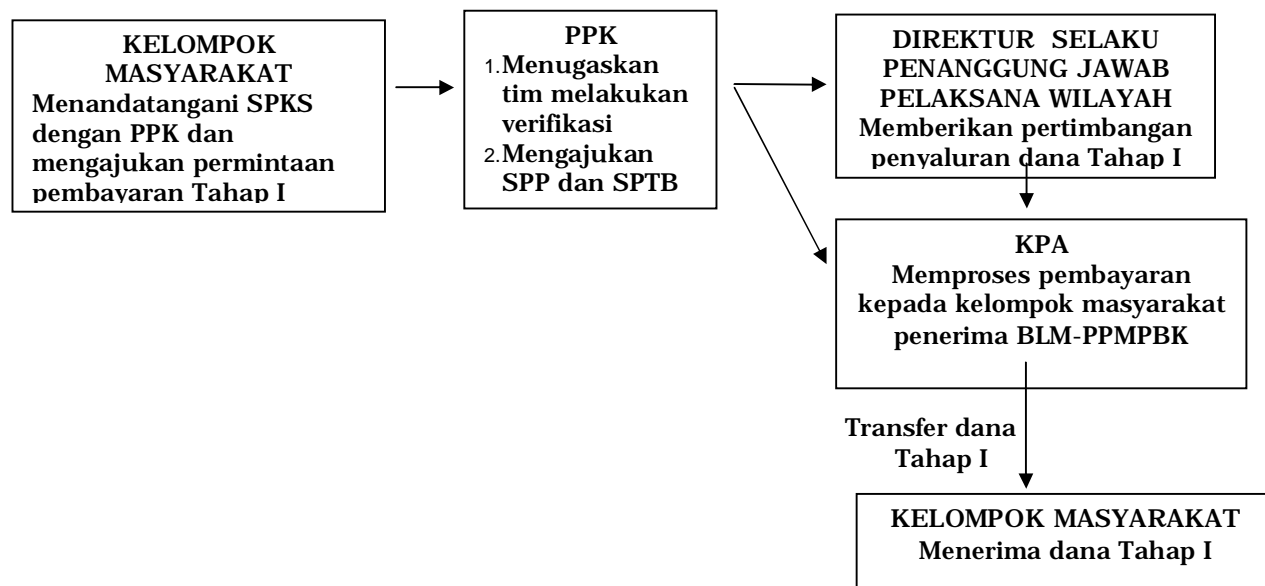 KELOMPOK
MASYARAKAT
Menandatangani SPKS
dengan PPK dan
mengajukan permintaan
pembayaran Tahap I
PPK
1. Menugaskan
tim melakukan
verifikasi
2. Mengajukan
SPP dan SPTB
DIREKTUR SELAKU
PENANGGUNG JAWAB
PELAKSANA WILAYAH
Memberikan pertimbangan
penyaluran dana Tahap I
KPA
Memproses pembayaran
kepada kelompok masyarakat
penerima BLM-PPMPBK
Transfer dana
Tahap I
KELOMPOK MASYARAKAT
Menerima dana Tahap I